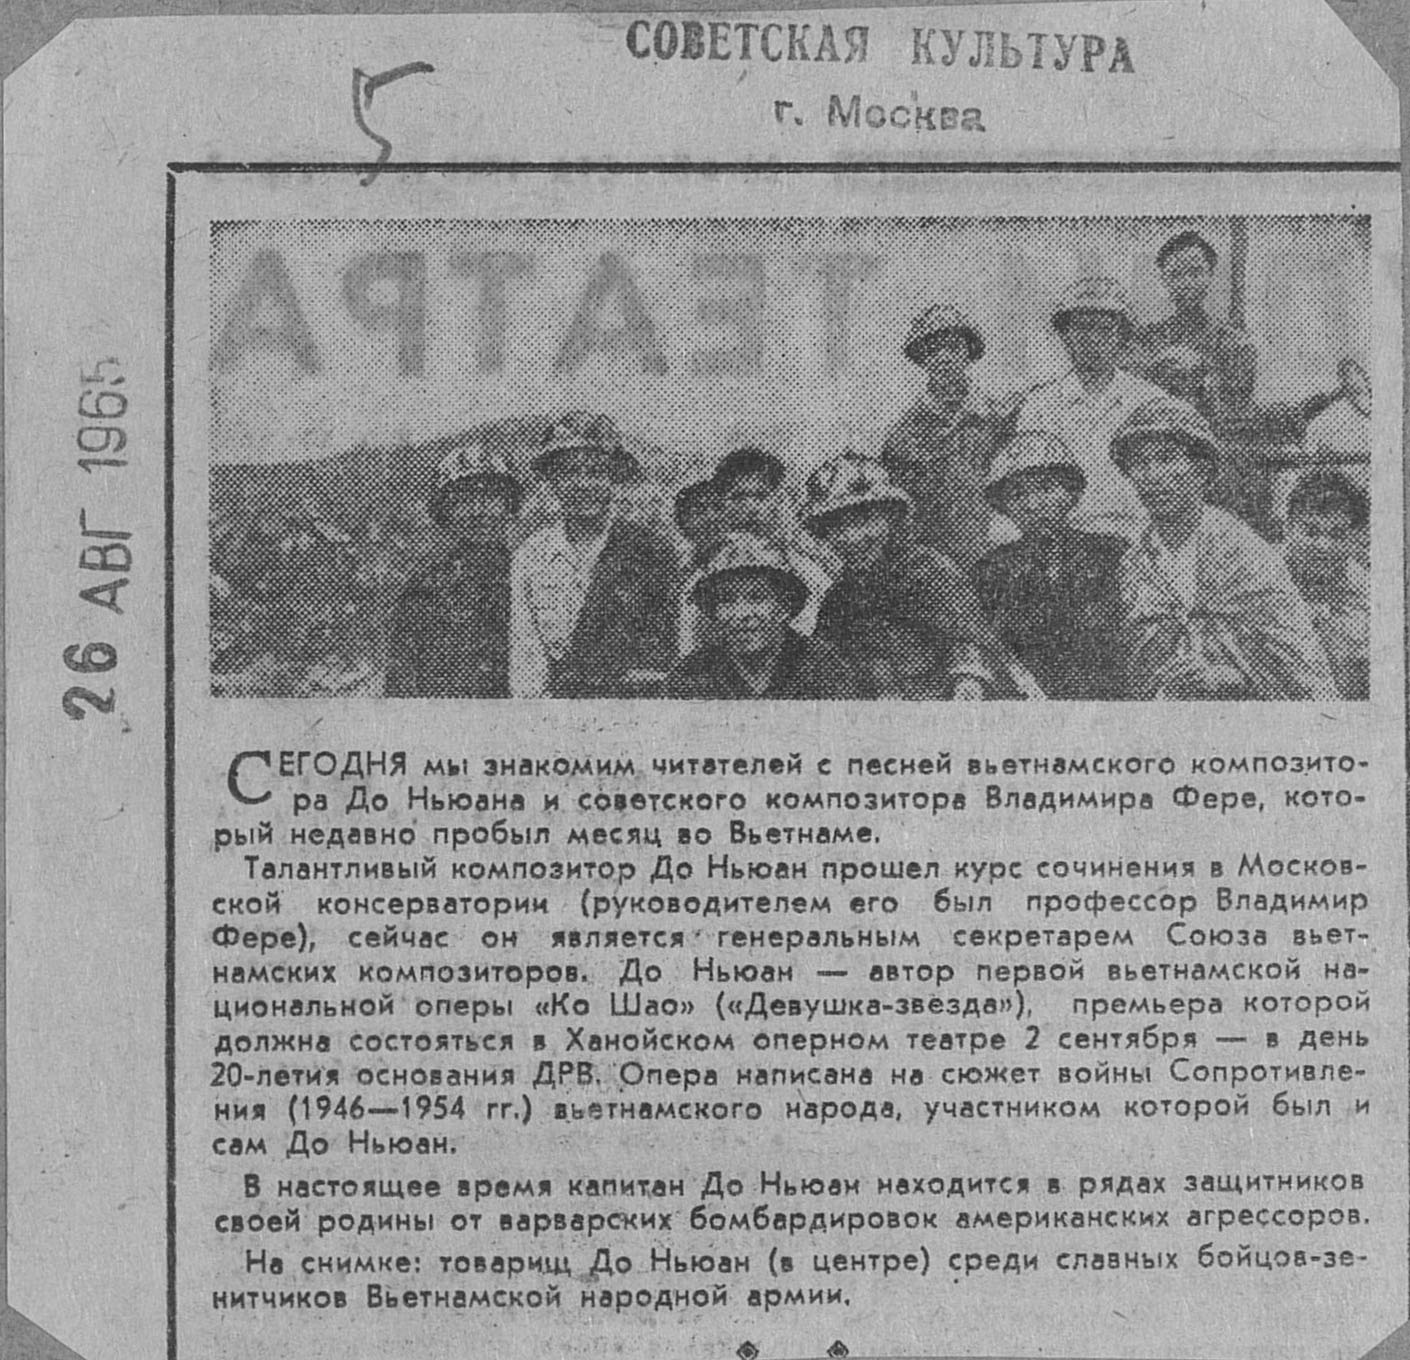 СОВЕТСКАЯ КУЛЬТУРА
г. Москва
5
26 АВГ 1965
ТЕАТРА
СЕГОДНЯ мы знакомим читателей с песней вьетнамского композито-
ра До Ньюана и советского композитора Владимира Фере, кото-
рый недавно пробыл месяц во Вьетнаме.
Талантливый композитор До Ньюан прошел курс сочинения в Москов-
ской консерватории (руководителем его был профессор Владимир
Фере), сейчас он является генеральным секретарем Союза вьет-
намских композиторов. До Ньюан — автор первой вьетнамской на-
циональной оперы «Ко Шао» («Девушка-звезда»), премьера которой
должна состояться в Ханойском оперном театре 2 сентября — в день
20-летия основания ДРВ. Опера написана на сюжет войны Сопротивле-
ния (1946—1954 гг.) вьетнамского народа, участником которой был и
сам До Ньюан.
В настоящее время капитан До Ньюан находится в рядах защитников
своей родины от варварских бомбардировок американских агрессоров.
На снимке: товарищ До Ньюан (в центре) среди славных бойцов-зе-
нитчиков Вьетнамской народной армии.